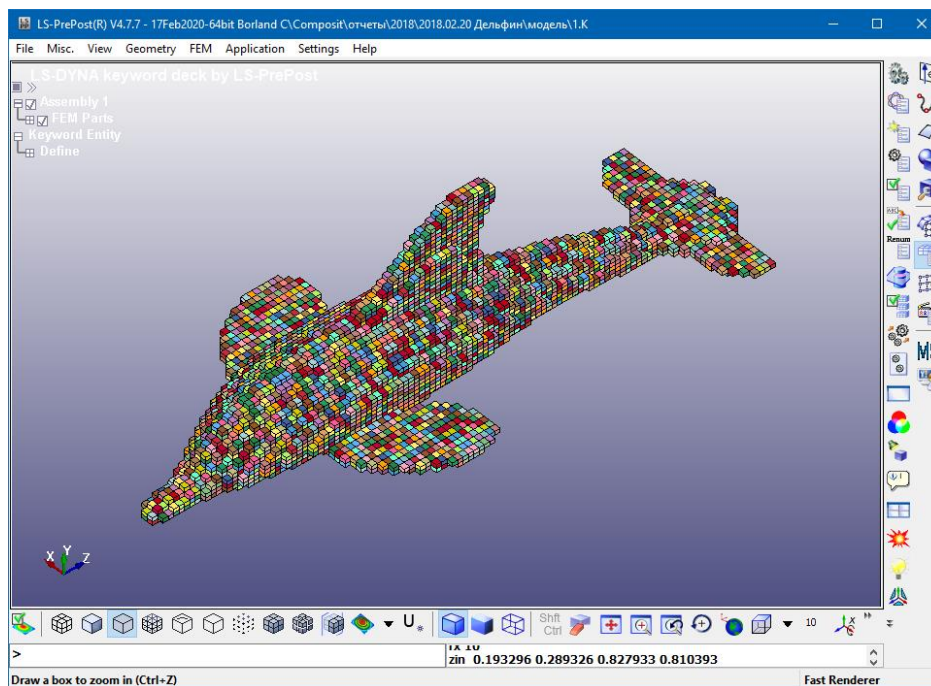 LS-PrePost(R) V4.7.7 - 17Feb2020-64bit Borland C\Composit\отчеты\2018\2018.02.20 Дельфин\модель\1.K
File Misc. View Geometry FEM Application Settings Help
LS-DYNA keyword deck by LS-PrePost
Assembly 1
FEM Parts
Keyword Entity
Define
Renum
X Y Z
Shft
Ctrl
10
>
rx 10
zin 0.193296 0.289326 0.827933 0.810393
Draw a box to zoom in (Ctrl+Z) Fast Renderer